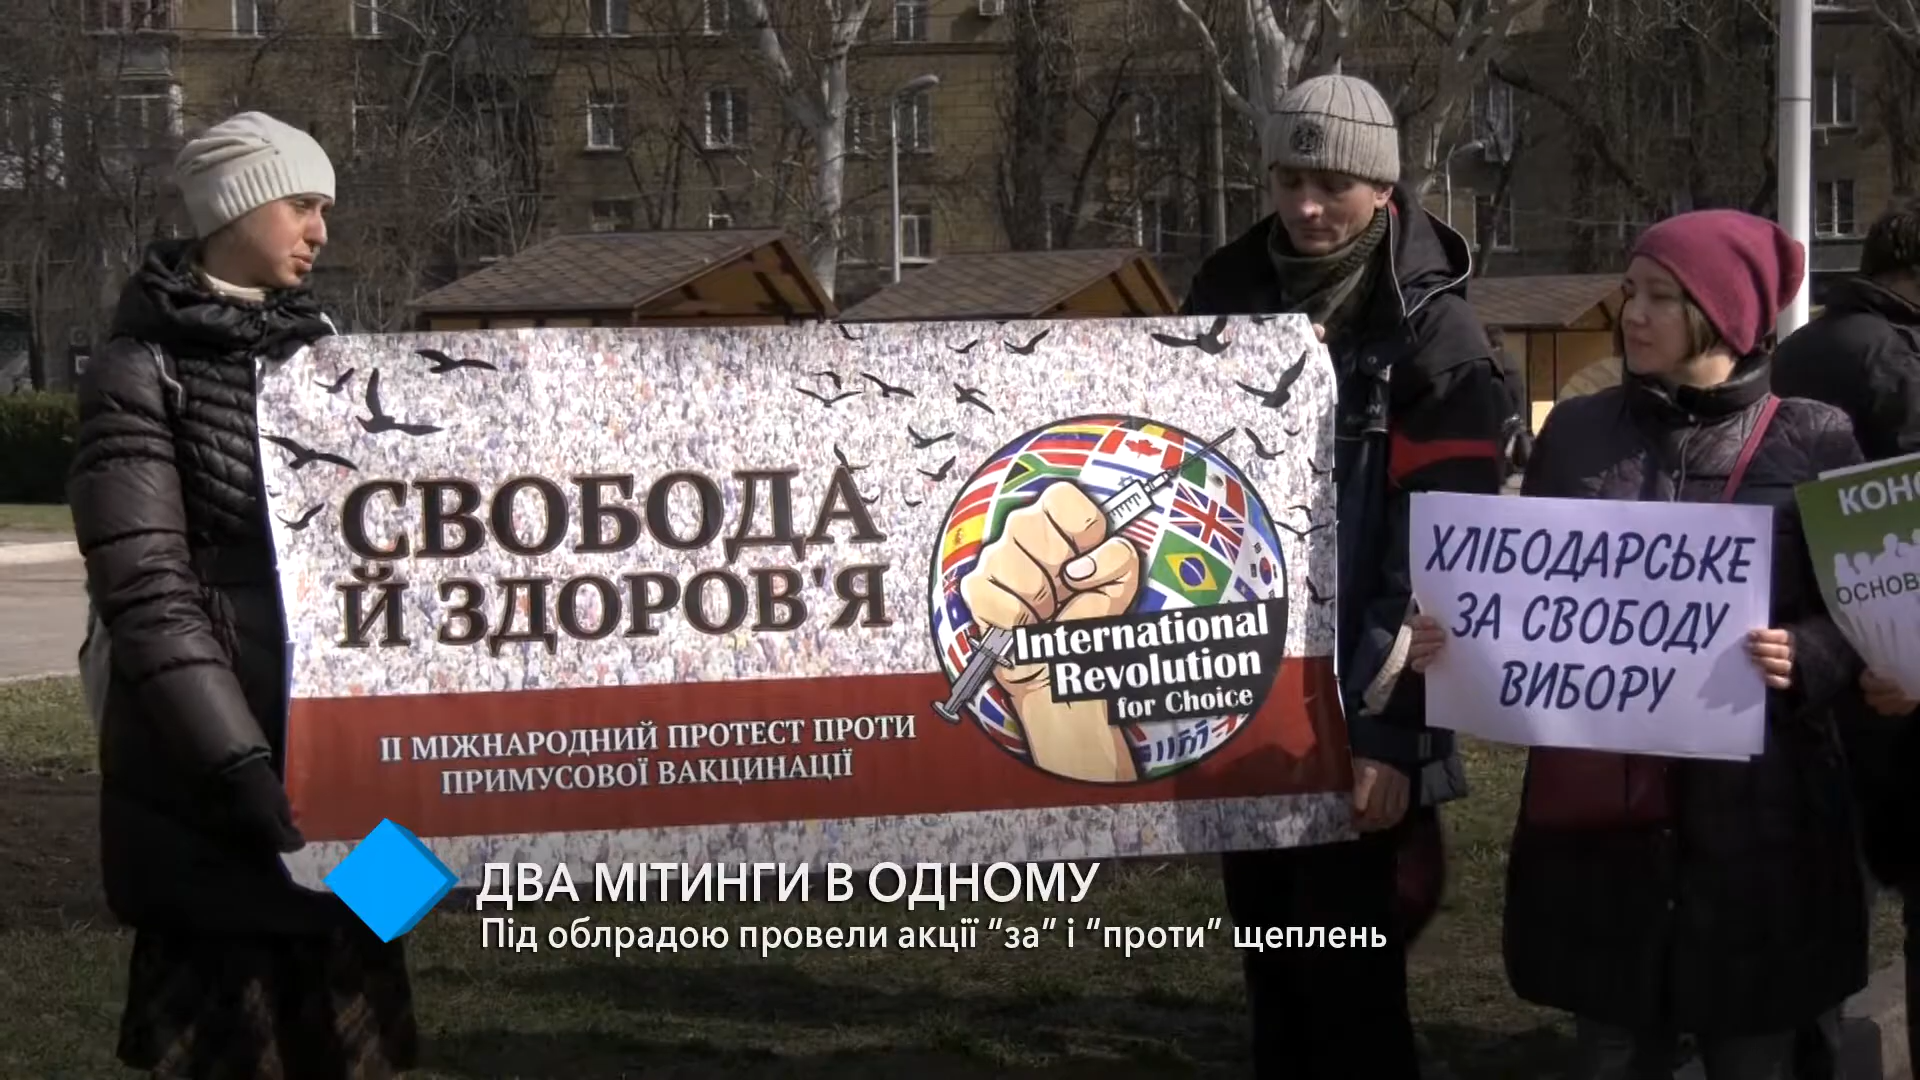 СВОБОДА
Й ЗДОРОВ'Я
International
Revolution
for Choice
ІІ МІЖНАРОДНИЙ ПРОТЕСТ ПРОТИ
ПРИМУСОВОЇ ВАКЦИНАЦІЇ
ХЛІБОДАРСЬКЕ
ЗА СВОБОДУ
ВИБОРУ
ДВА МІТИНГИ В ОДНОМУ
Під облрадою провели акції “за” і “проти” щеплень